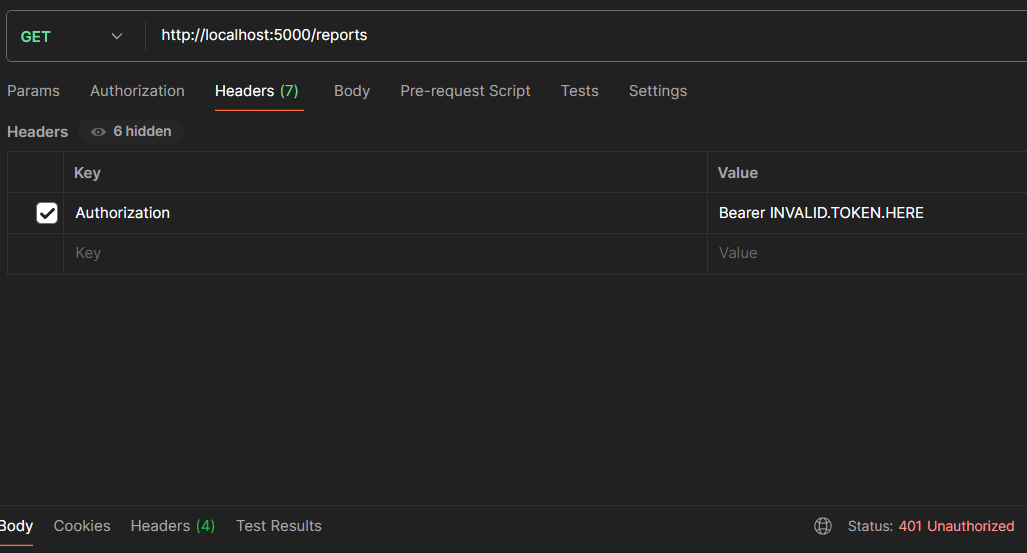 GET http://localhost:5000/reports
Params Authorization Headers (7) Body Pre-request Script Tests Settings
Headers 6 hidden
Key Value
Authorization Bearer INVALID.TOKEN.HERE
Key Value
Body Cookies Headers (4) Test Results Status: 401 Unauthorized